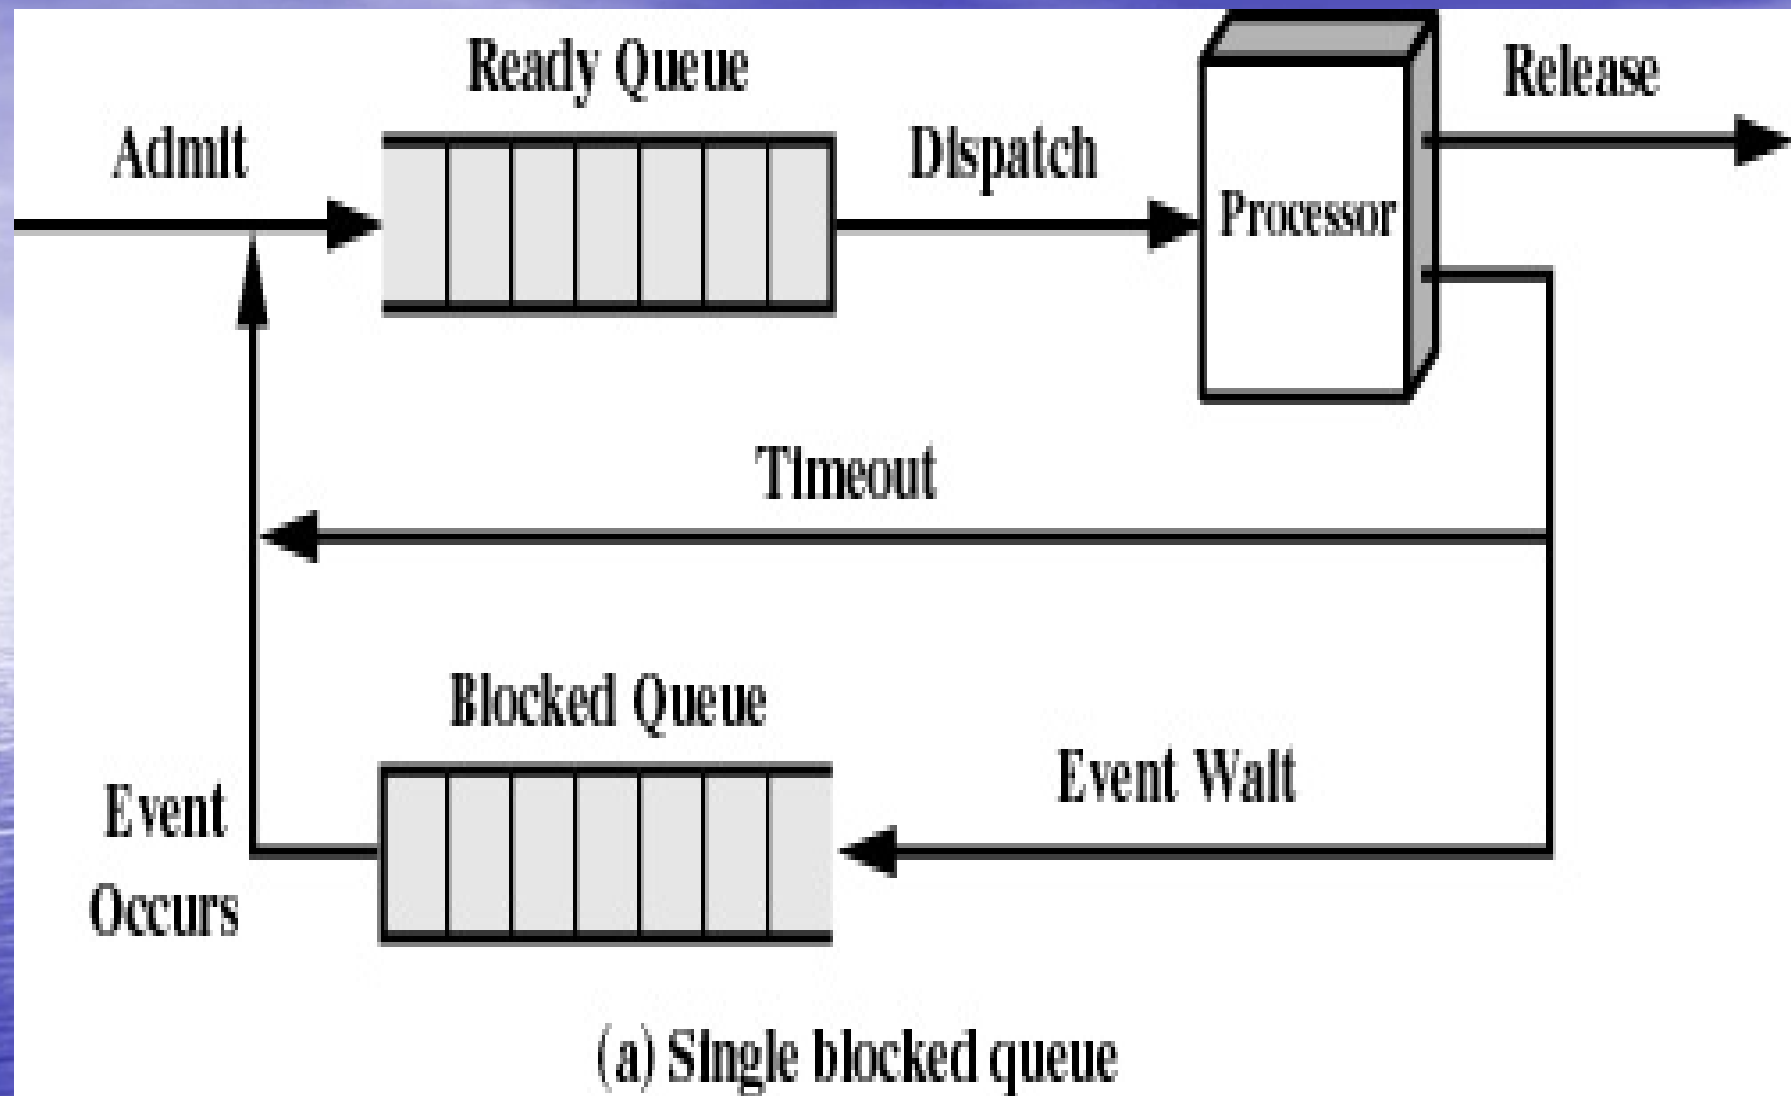 Ready Queue
Release
Admit
Dispatch
Processor
Timeout
Blocked Queue
Event Wait
Event
Occurs
(a) Single blocked queue